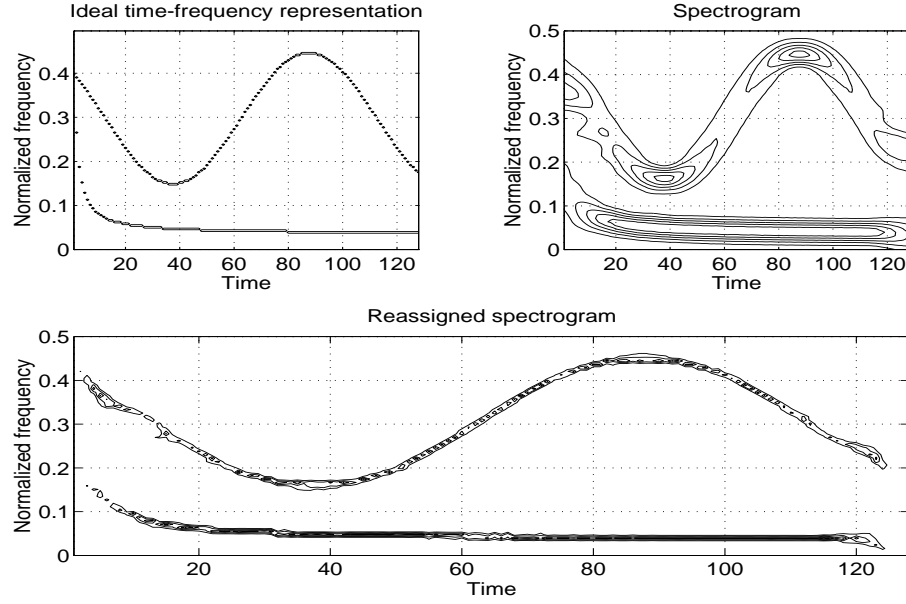 Ideal time-frequency representation
Normalized frequency
0.4
0.3
0.2
0.1
0
20 40 60 80 100 120
Time
Spectrogram
Normalized frequency
0.5
0.4
0.3
0.2
0.1
0
20 40 60 80 100 120
Time
Reassigned spectrogram
Normalized frequency
0.5
0.4
0.3
0.2
0.1
0
20 40 60 80 100 120
Time